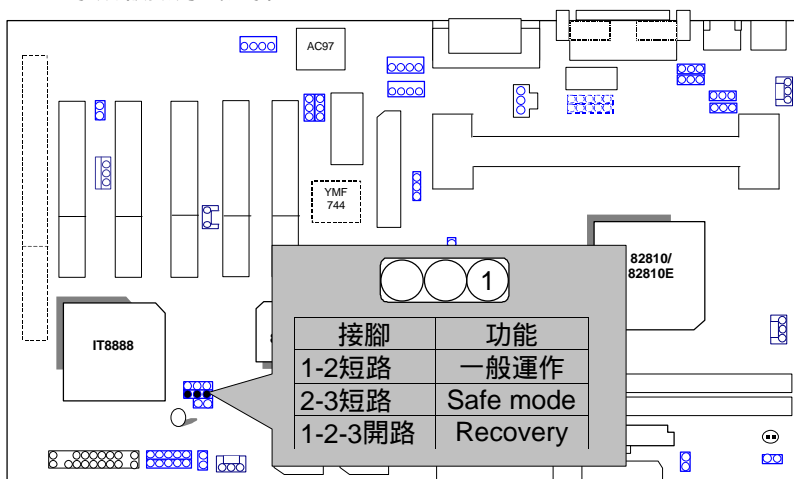 AC97
YMF
744
82810/
82810E
IT8888
1
接腳 功能
1-2短路 一般運作
2-3短路 Safe mode
1-2-3開路 Recovery